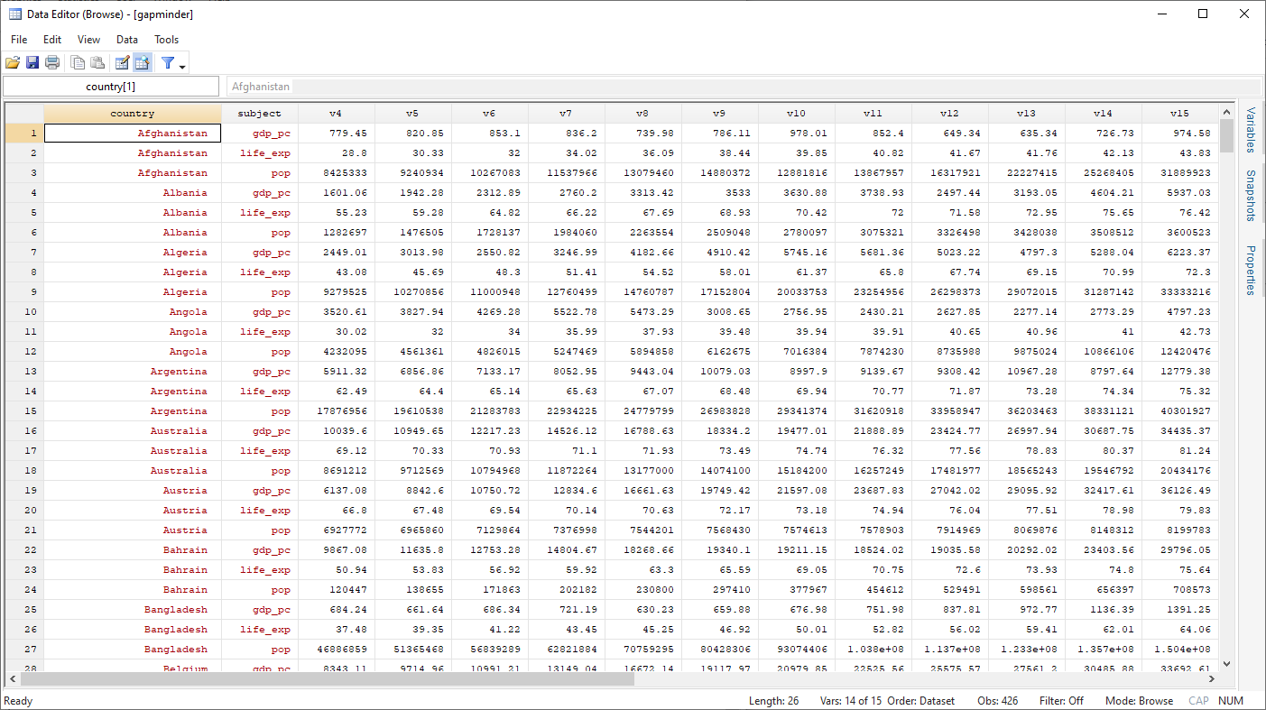 Data Editor (Browse) - [gapminder]
File Edit View Data Tools
country[1] Afghanistan
country subject v4 v5 v6 v7 v8 v9 v10 v11 v12 v13 v14 v15
1 Afghanistan gdp_pc 779.45 820.85 853.1 836.2 739.98 786.11 978.01 852.4 649.34 635.34 726.73 974.58
2 Afghanistan life_exp 28.8 30.33 32 34.02 36.09 38.44 39.85 40.82 41.67 41.76 42.13 43.83
3 Afghanistan pop 8425333 9240934 10267083 11537966 13079460 14880372 12881816 13867957 16317921 22227415 25268405 31889923
4 Albania gdp_pc 1601.06 1942.28 2312.89 2760.2 3313.42 3533 3630.88 3738.93 2497.44 3193.05 4604.21 5937.03
5 Albania life_exp 55.23 59.28 64.82 66.22 67.69 68.93 70.42 72 71.58 72.95 75.65 76.42
6 Albania pop 1282697 1476505 1728137 1984060 2263554 2509048 2780097 3075321 3326498 3428038 3508512 3600523
7 Algeria gdp_pc 2449.01 3013.98 2550.82 3246.99 4182.66 4910.42 5745.16 5681.36 5023.22 4797.3 5288.04 6223.37
8 Algeria life_exp 43.08 45.69 48.3 51.41 54.52 58.01 61.37 65.8 67.74 69.15 70.99 72.3
9 Algeria pop 9279525 10270856 11000948 12760499 14760787 17152804 20033753 23254956 26298373 29072015 31287142 33333216
10 Angola gdp_pc 3520.61 3827.94 4269.28 5522.78 5473.29 3008.65 2756.95 2430.21 2627.85 2277.14 2773.29 4797.23
11 Angola life_exp 30.02 32 34 35.99 37.93 39.48 39.94 39.91 40.65 40.96 41 42.73
12 Angola pop 4232095 4561361 4826015 5247469 5894858 6162675 7016384 7874230 8735988 9875024 10866106 12420476
13 Argentina gdp_pc 5911.32 6856.86 7133.17 8052.95 9443.04 10079.03 8997.9 9139.67 9308.42 10967.28 8797.64 12779.38
14 Argentina life_exp 62.49 64.4 65.14 65.63 67.07 68.48 69.94 70.77 71.87 73.28 74.34 75.32
15 Argentina pop 17876956 19610538 21283783 22934225 24779799 26983828 29341374 31620918 33958947 36203463 38331121 40301927
16 Australia gdp_pc 10039.6 10949.65 12217.23 14526.12 16788.63 18334.2 19477.01 21888.89 23424.77 26997.94 30687.75 34435.37
17 Australia life_exp 69.12 70.33 70.93 71.1 71.93 73.49 74.74 76.32 77.56 78.83 80.37 81.24
18 Australia pop 8691212 9712569 10794968 11872264 13177000 14074100 15184200 16257249 17481977 18565243 19546792 20434176
19 Austria gdp_pc 6137.08 8842.6 10750.72 12834.6 16661.63 19749.42 21597.08 23687.83 27042.02 29095.92 32417.61 36126.49
20 Austria life_exp 66.8 67.48 69.54 70.14 70.63 72.17 73.18 74.94 76.04 77.51 78.98 79.83
21 Austria pop 6927772 6965860 7129864 7376998 7544201 7568430 7574613 7578903 7914969 8069876 8148312 8199783
22 Bahrain gdp_pc 9867.08 11635.8 12753.28 14804.67 18268.66 19340.1 19211.15 18524.02 19035.58 20292.02 23403.56 29796.05
23 Bahrain life_exp 50.94 53.83 56.92 59.92 63.3 65.59 69.05 70.75 72.6 73.93 74.8 75.64
24 Bahrain pop 120447 138655 171863 202182 230800 297410 377967 454612 529491 598561 656397 708573
25 Bangladesh gdp_pc 684.24 661.64 686.34 721.19 630.23 659.88 676.98 751.98 837.81 972.77 1136.39 1391.25
26 Bangladesh life_exp 37.48 39.35 41.22 43.45 45.25 46.92 50.01 52.82 56.02 59.41 62.01 64.06
27 Bangladesh pop 46886859 51365468 56839289 62821884 70759295 80428306 93074406 1.038e+08 1.137e+08 1.233e+08 1.357e+08 1.504e+08
28 Belgium gdp_pc 8343.11 9714.96 10991.21 13149.04 16672.14 19117.97 20979.85 22525.56 25575.57 27561.2 30485.88 33692.61
Variables
Snapshots
Properties
Ready Length: 26 Vars: 14 of 15 Order: Dataset Obs: 426 Filter: Off Mode: Browse CAP NUM